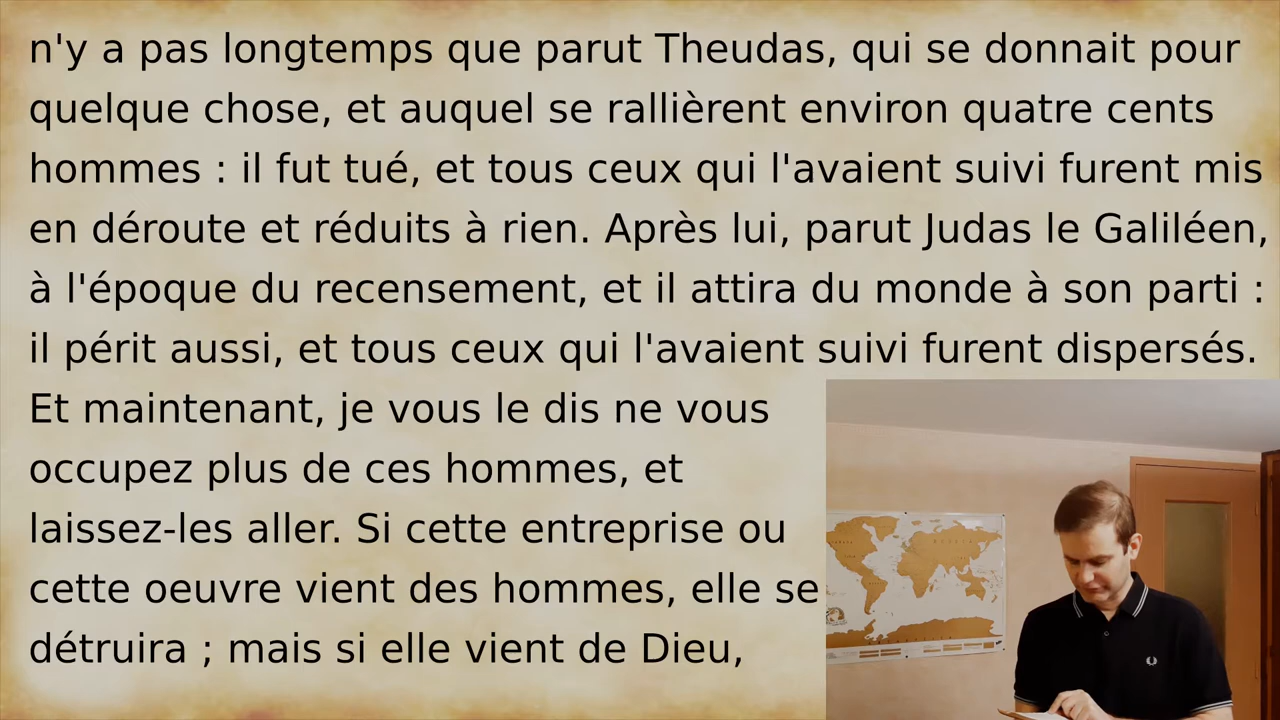 n'y a pas longtemps que parut Theudas, qui se donnait pour
quelque chose, et auquel se rallièrent environ quatre cents
hommes : il fut tué, et tous ceux qui l'avaient suivi furent mis
en déroute et réduits à rien. Après lui, parut Judas le Galiléen,
à l'époque du recensement, et il attira du monde à son parti :
il périt aussi, et tous ceux qui l'avaient suivi furent dispersés.
Et maintenant, je vous le dis ne vous
occupez plus de ces hommes, et
laissez-les aller. Si cette entreprise ou
cette oeuvre vient des hommes, elle se
détruira ; mais si elle vient de Dieu,